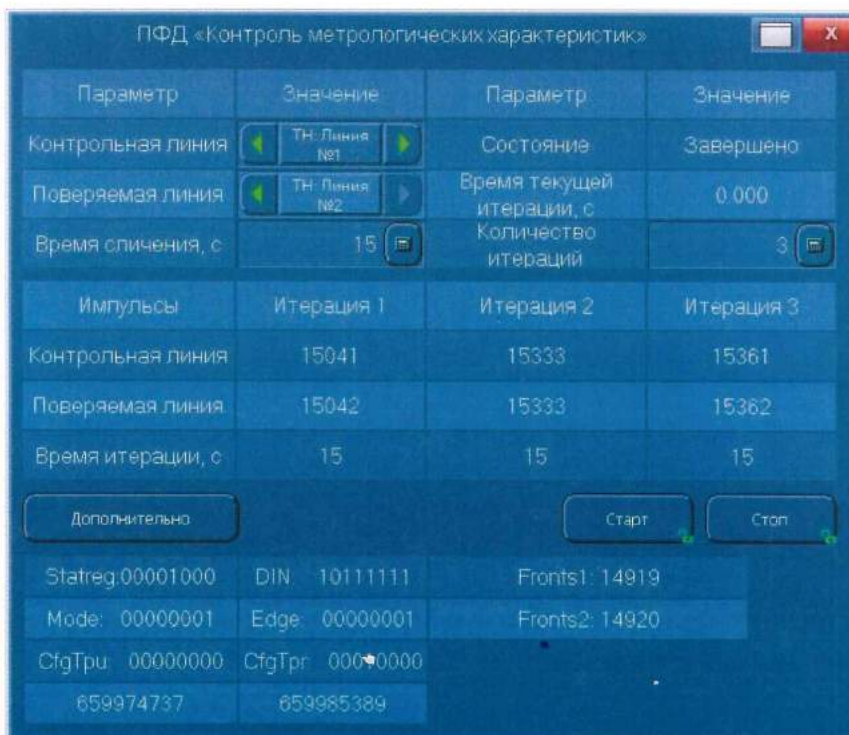 ПФД «Контроль метрологических характеристик»
Параметр Значение Параметр Значение
Контрольная линия ТН: Линия №1 Состояние Завершено
Поверяемая линия ТН: Линия №2 Время текущей итерации, с 0.000
Время сличения, с 15 Количество итераций 3
Импульсы Итерация 1 Итерация 2 Итерация 3
Контрольная линия 15041 15333 15361
Поверяемая линия 15042 15333 15362
Время итерации, с 15 15 15
Дополнительно Старт Стоп
Statreg:00001000 DIN: 10111111 Fronts1: 14919
Mode: 00000001 Edge: 00000001 Fronts2: 14920
CfgTpu: 00000000 CfgTpr:
659974737 659985389